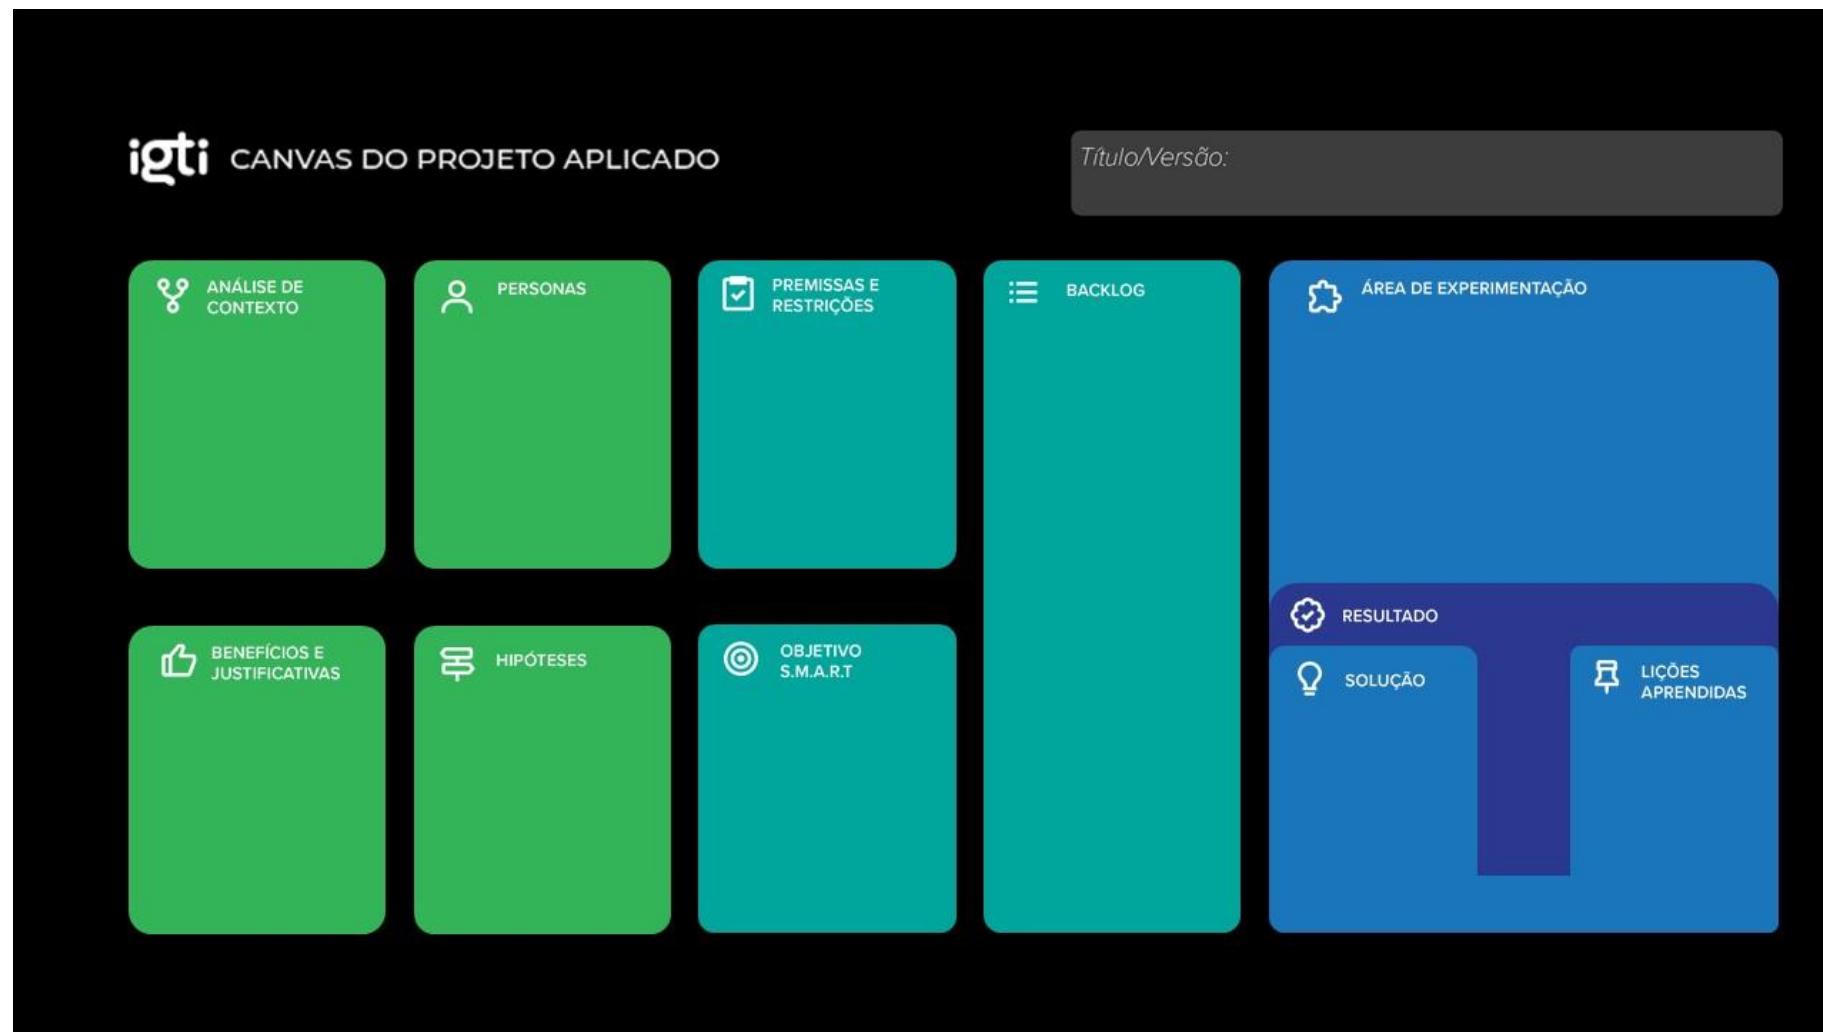 igti CANVAS DO PROJETO APLICADO
Título/Versão:
ANÁLISE DE
CONTEXTO
PERSONAS
PREMISSAS E
RESTRIÇÕES
BACKLOG
ÁREA DE EXPERIMENTAÇÃO
BENEFÍCIOS E
JUSTIFICATIVAS
HIPÓTESES
OBJETIVO
S.M.A.R.T
RESULTADO
SOLUÇÃO
LIÇÕES
APRENDIDAS